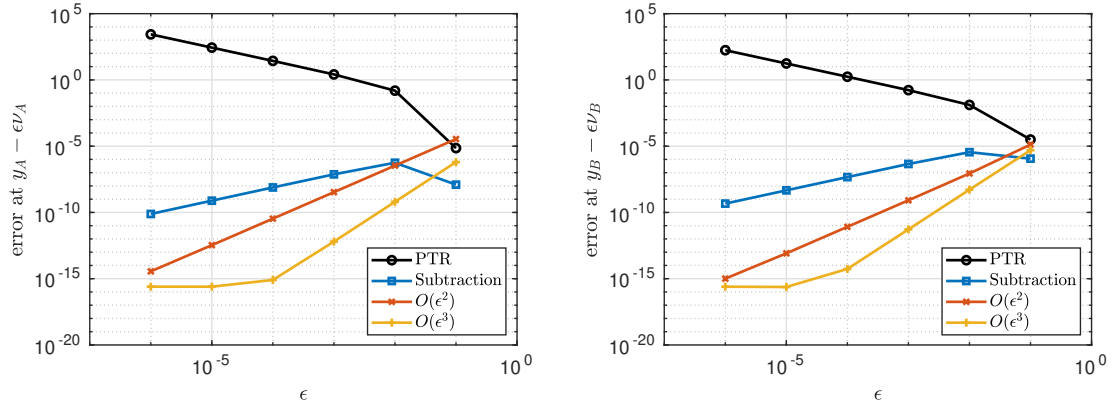 10^5
10^0
10^-5
10^-10
10^-15
10^-20
error at y_A − ϵν_A
10^-5
10^0
ϵ
PTR
Subtraction
O(ϵ^2)
O(ϵ^3)
10^5
10^0
10^-5
10^-10
10^-15
10^-20
error at y_B − ϵν_B
10^-5
10^0
ϵ
PTR
Subtraction
O(ϵ^2)
O(ϵ^3)